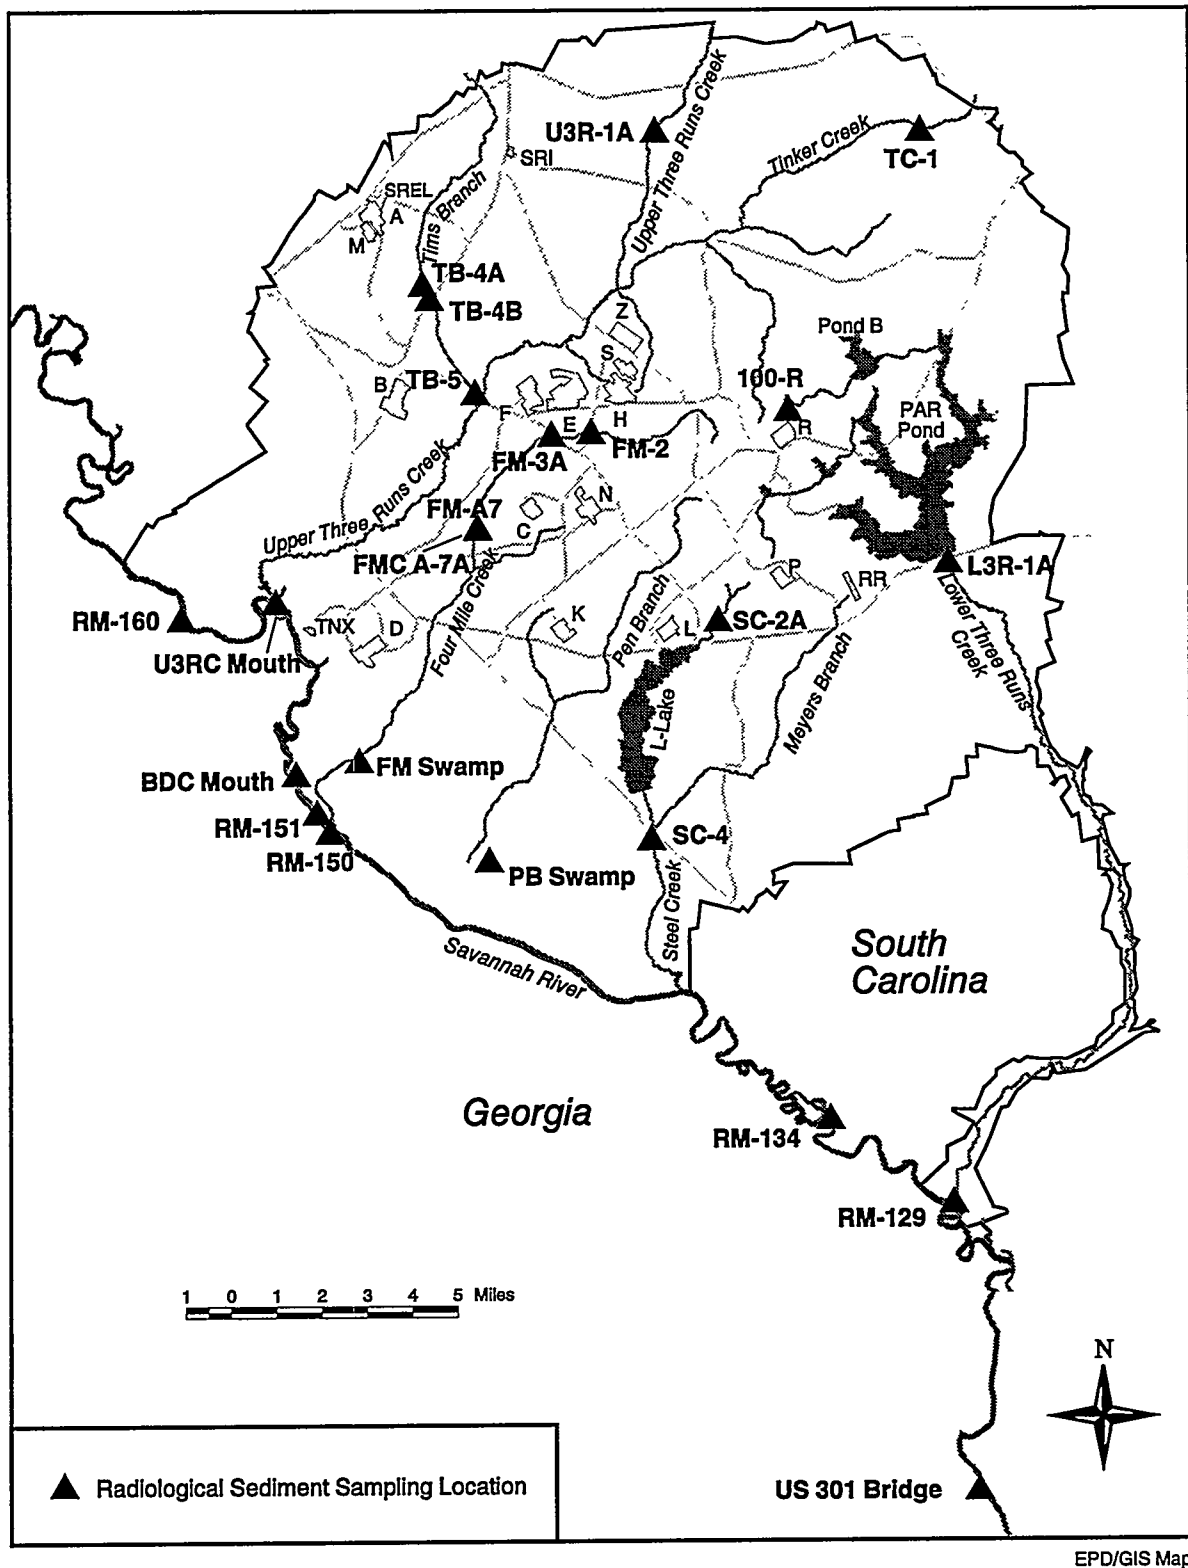 U3R-1A
Upper Three Runs Creek
Tinker Creek
TC-1
SRI
SREL
A
M
Tims Branch
TB-4A
TB-4B
Z
Pond B
S
B
TB-5
100-R
F
E
H
R
PAR
Pond
FM-3A
FM-2
Upper Three Runs Creek
FM-A7
N
C
FMC A-7A
L3R-1A
P
RR
RM-160
TNX
D
K
Pen Branch
L
SC-2A
Lower Three Runs
Creek
U3RC Mouth
Four Mile Creek
Meyers Branch
L-Lake
FM Swamp
BDC Mouth
RM-151
RM-150
SC-4
PB Swamp
Steel Creek
Savannah River
South
Carolina
Georgia
RM-134
RM-129
1 0 1 2 3 4 5 Miles
N
Radiological Sediment Sampling Location
US 301 Bridge
EPD/GIS Map